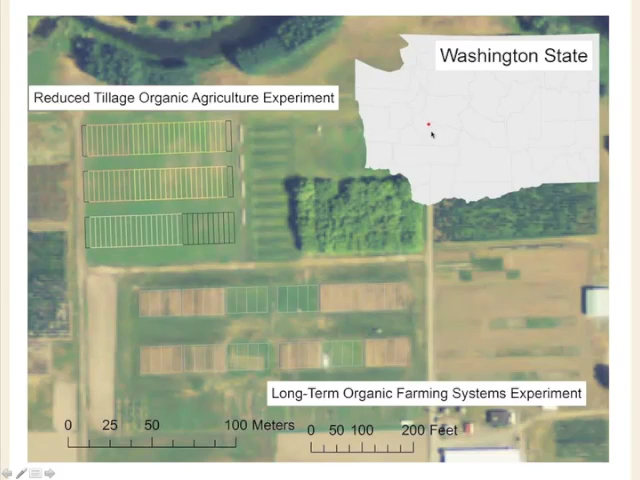 Washington State
Reduced Tillage Organic Agriculture Experiment
Long-Term Organic Farming Systems Experiment
0 25 50 100 Meters
0 50 100 200 Feet